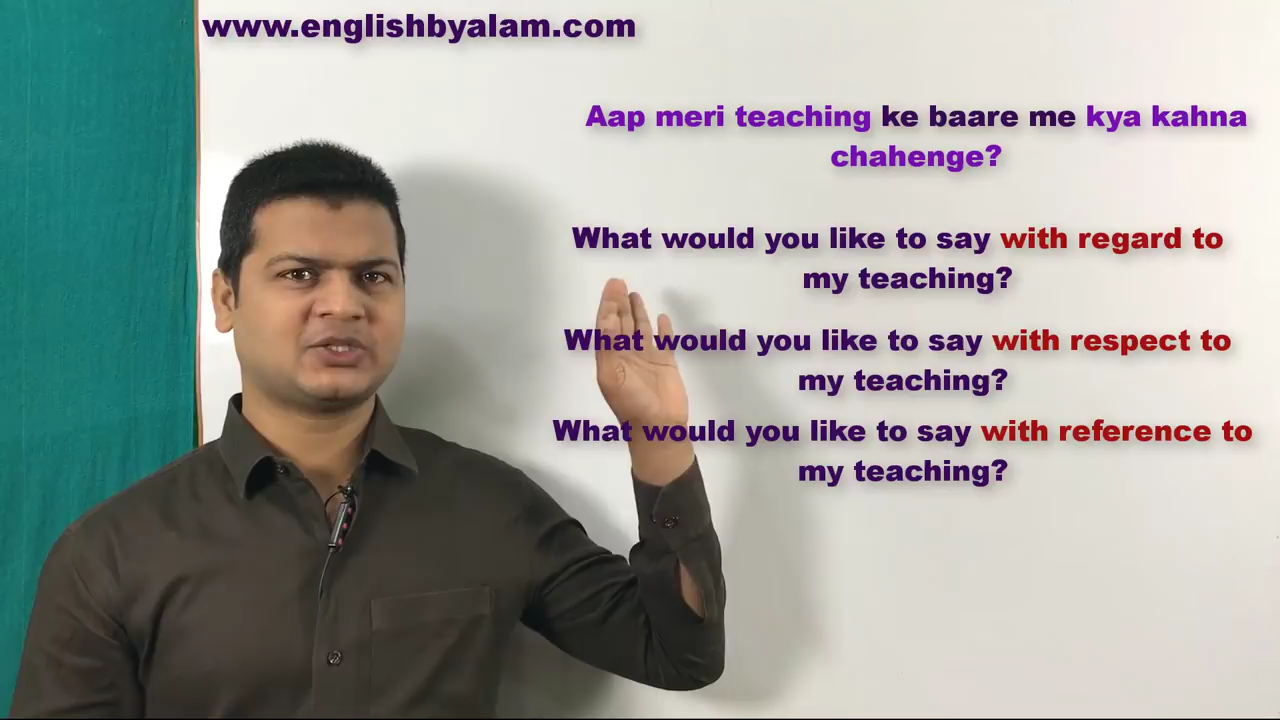 www.englishbyalam.com
Aap meri teaching ke baare me kya kahna
chahenge?
What would you like to say with regard to
my teaching?
What would you like to say with respect to
my teaching?
What would you like to say with reference to
my teaching?